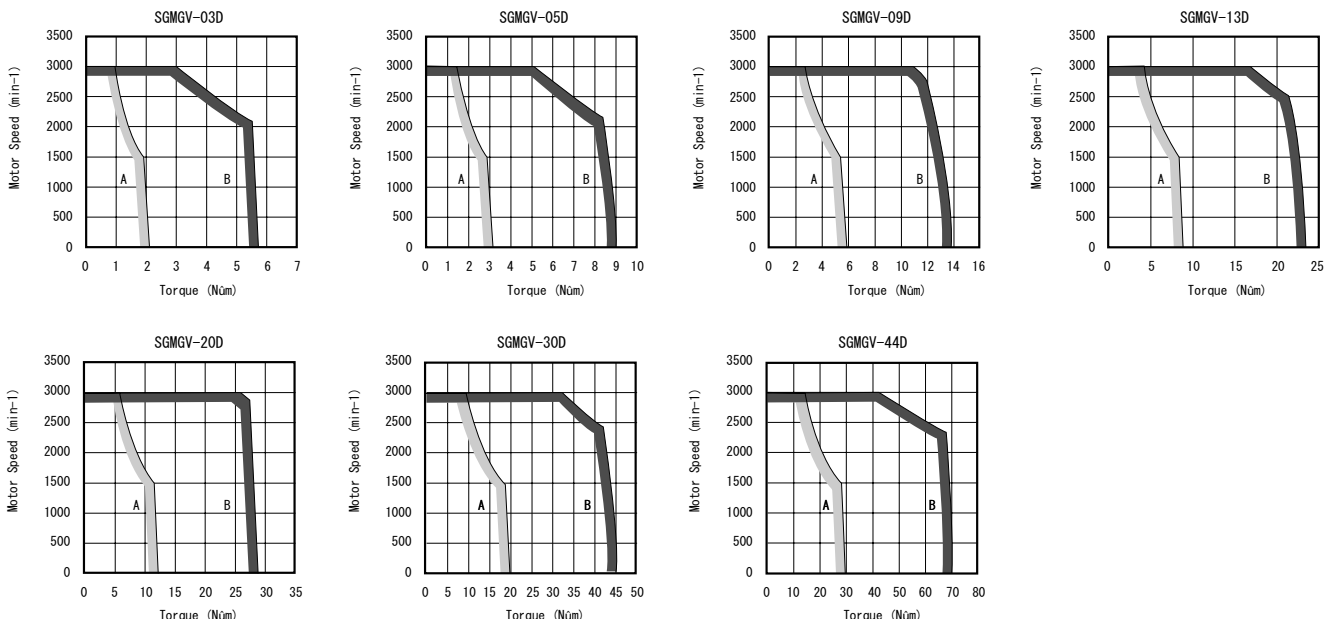 SGMGV-03D
SGMGV-05D
SGMGV-09D
SGMGV-13D
Motor Speed (min-1)
3500
3000
2500
2000
1500
1000
500
0
A
B
0 1 2 3 4 5 6 7
Torque (Nûm)
Motor Speed (min-1)
3500
3000
2500
2000
1500
1000
500
0
A
B
0 1 2 3 4 5 6 7 8 9 10
Torque (Nûm)
Motor Speed (min-1)
3500
3000
2500
2000
1500
1000
500
0
A
B
0 2 4 6 8 10 12 14 16
Torque (Nûm)
Motor Speed (min-1)
3500
3000
2500
2000
1500
1000
500
0
A
B
0 5 10 15 20 25
Torque (Nûm)
SGMGV-20D
SGMGV-30D
SGMGV-44D
Motor Speed (min-1)
3500
3000
2500
2000
1500
1000
500
0
A
B
0 5 10 15 20 25 30 35
Torque (Nûm)
Motor Speed (min-1)
3500
3000
2500
2000
1500
1000
500
0
A
B
0 5 10 15 20 25 30 35 40 45 50
Torque (Nûm)
Motor Speed (min-1)
3500
3000
2500
2000
1500
1000
500
0
A
B
0 10 20 30 40 50 60 70 80
Torque (Nûm)